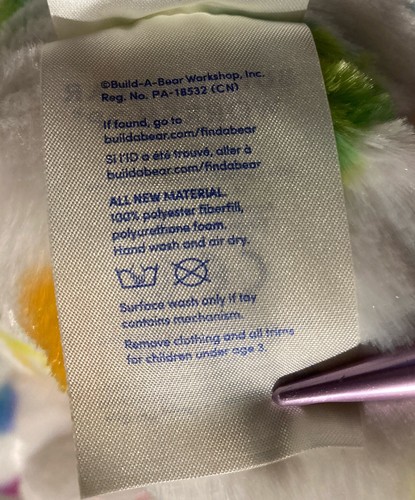 ©Build-A-Bear Workshop, Inc.
Reg. No. PA-18532 (CN)
If found, go to
buildabear.com/findabear
Si l'ID a été trouvé, aller à
buildabear.com/findabear
ALL NEW MATERIAL.
100% polyester fiberfill,
polyurethane foam.
Hand wash and air dry.
Surface wash only if toy
contains mechanism.
Remove clothing and all trims
for children under age 3.